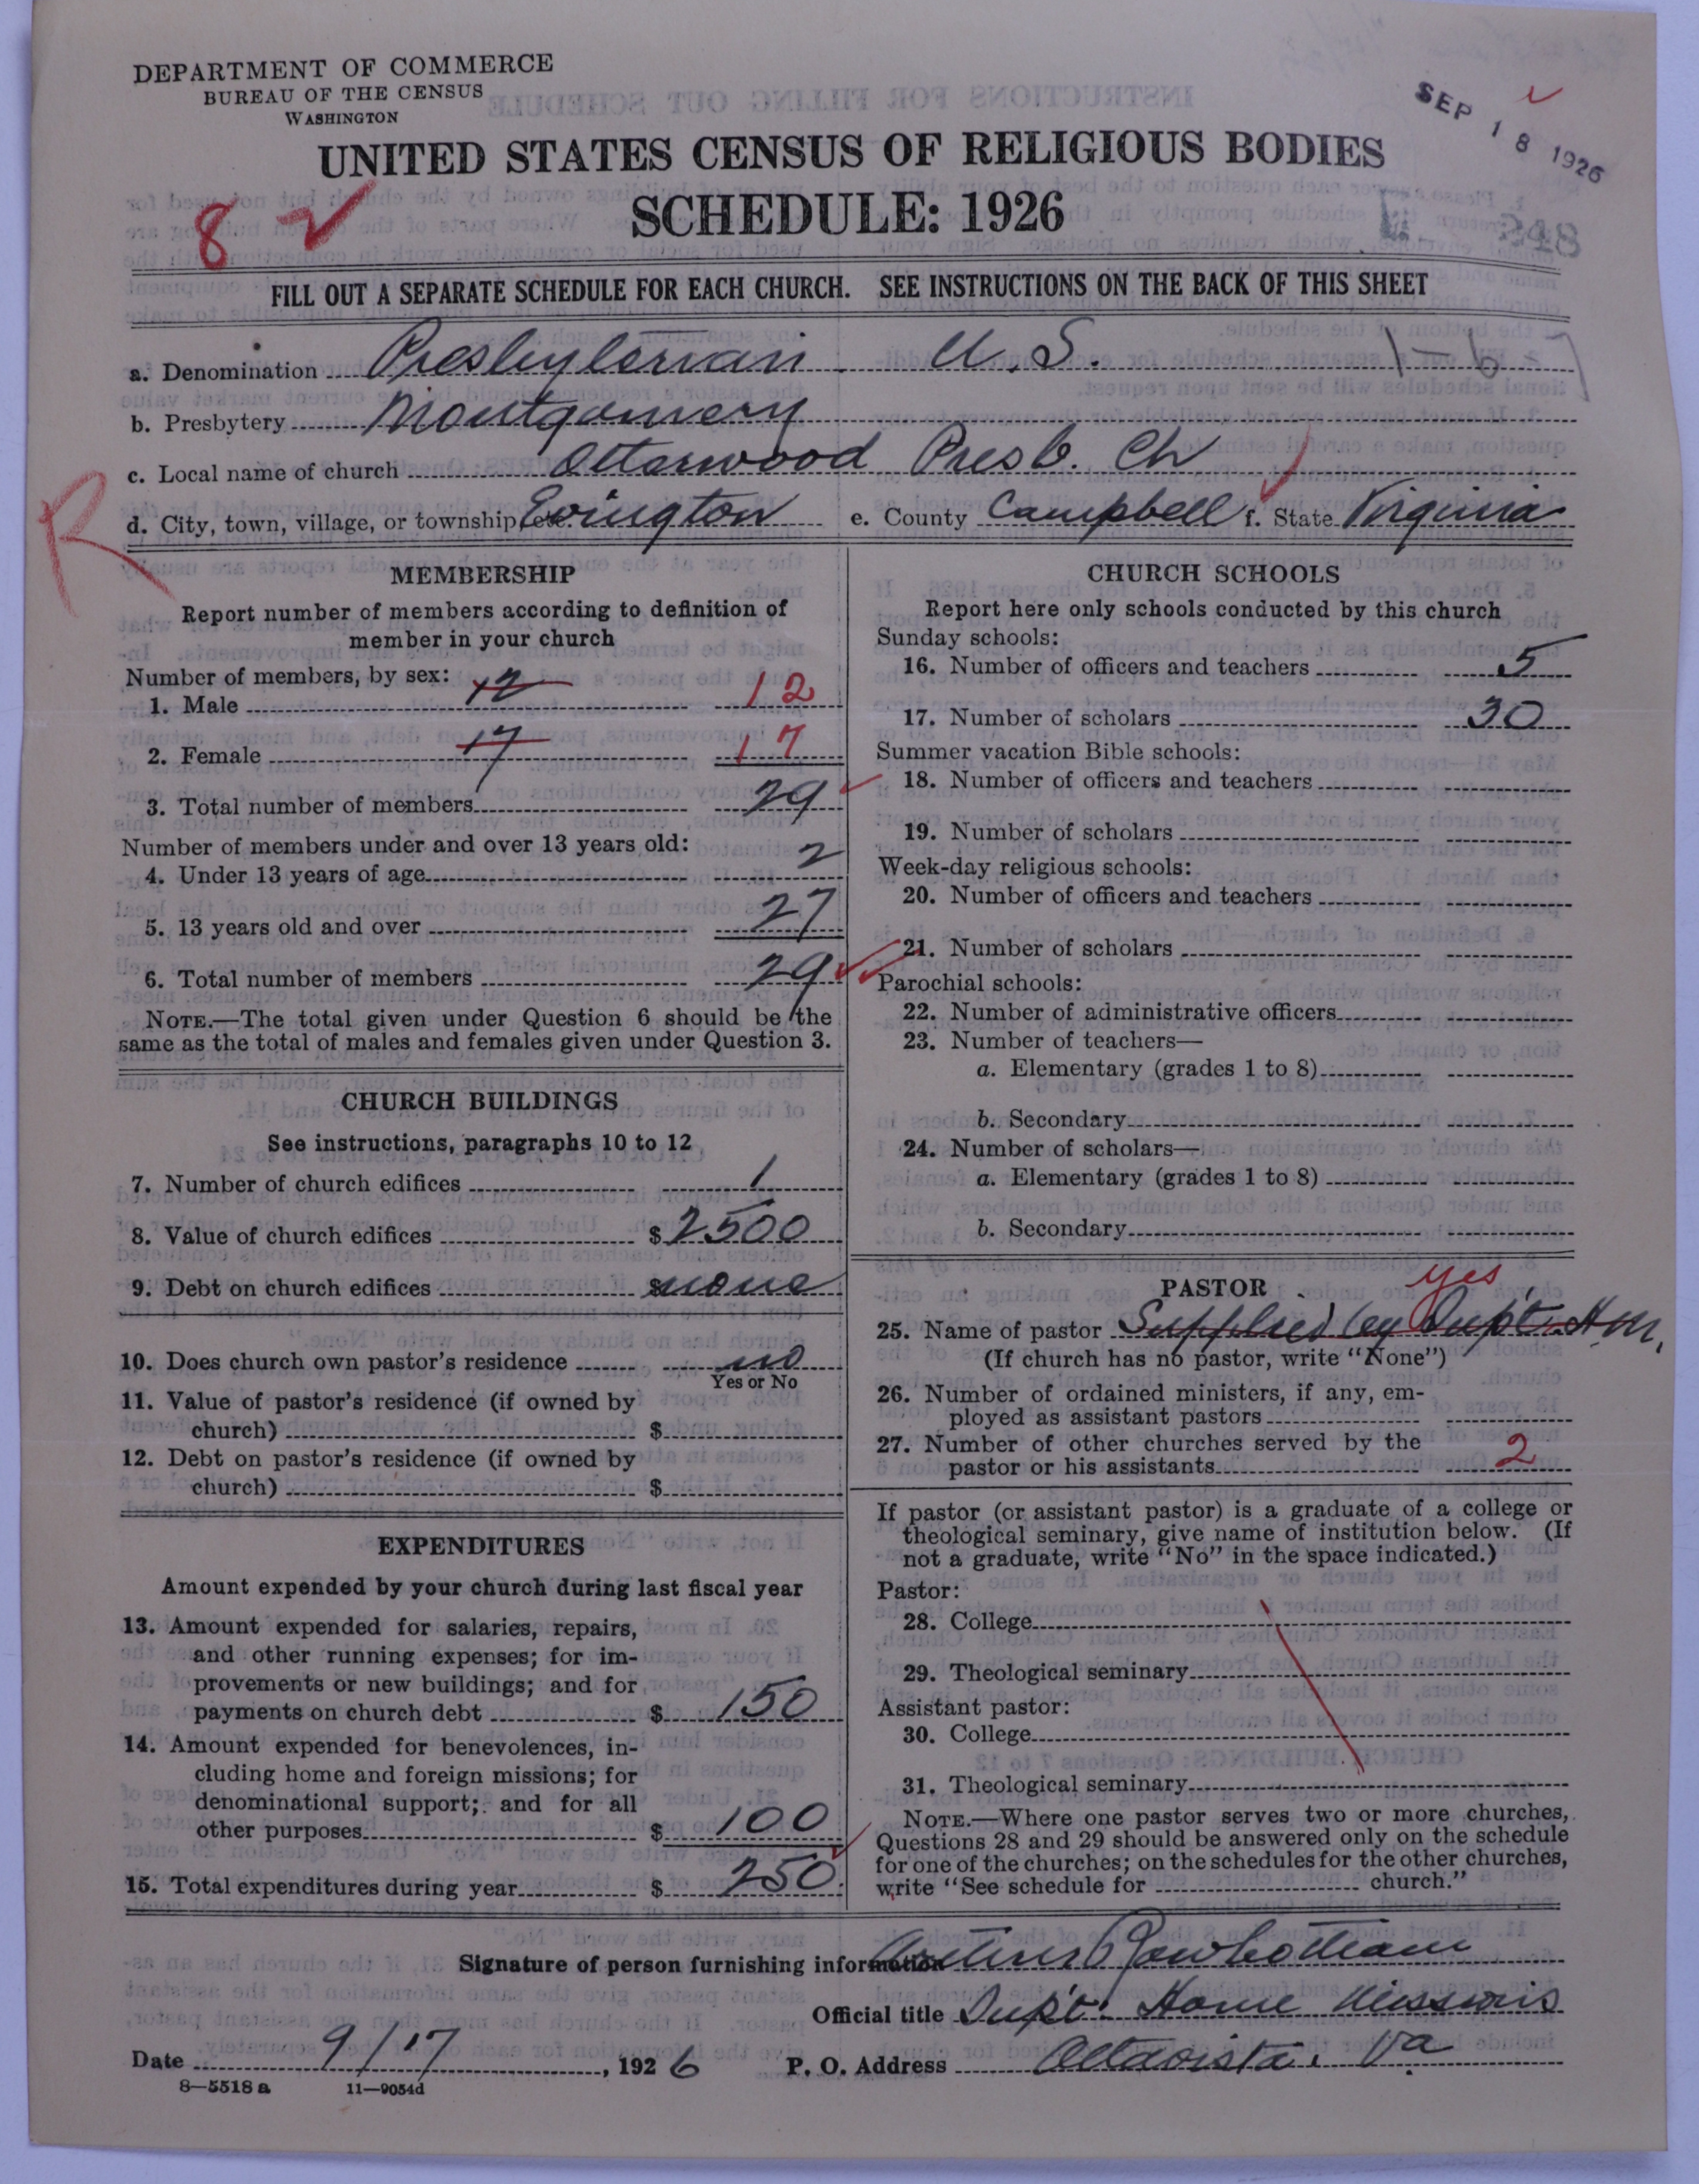 DEPARTMENT OF COMMERCE
BUREAU OF THE CENSUS
WASHINGTON
SEP 18 1926
UNITED STATES CENSUS OF RELIGIOUS BODIES
SCHEDULE: 1926
8
248
FILL OUT A SEPARATE SCHEDULE FOR EACH CHURCH. SEE INSTRUCTIONS ON THE BACK OF THIS SHEET
a. Denomination Presbyterian U. S. 1-6
b. Presbytery Montgomery
c. Local name of church Otterwood Presb. Ch
R
d. City, town, village, or township, etc. Evington e. County Campbell f. State Virginia
MEMBERSHIP
Report number of members according to definition of
member in your church
Number of members, by sex:
1. Male 12 12
2. Female 17 17
3. Total number of members 29
Number of members under and over 13 years old:
4. Under 13 years of age 2
5. 13 years old and over 27
6. Total number of members 29
NOTE.—The total given under Question 6 should be the
same as the total of males and females given under Question 3.
CHURCH BUILDINGS
See instructions, paragraphs 10 to 12
7. Number of church edifices 1
8. Value of church edifices $ 2500
9. Debt on church edifices $ none
10. Does church own pastor's residence no
Yes or No
11. Value of pastor's residence (if owned by
church) $
12. Debt on pastor's residence (if owned by
church) $
EXPENDITURES
Amount expended by your church during last fiscal year
13. Amount expended for salaries, repairs,
and other running expenses; for im-
provements or new buildings; and for
payments on church debt $ 150
14. Amount expended for benevolences, in-
cluding home and foreign missions; for
denominational support; and for all
other purposes $ 100
15. Total expenditures during year $ 250
CHURCH SCHOOLS
Report here only schools conducted by this church
Sunday schools:
16. Number of officers and teachers 5
17. Number of scholars 30
Summer vacation Bible schools:
18. Number of officers and teachers
19. Number of scholars
Week-day religious schools:
20. Number of officers and teachers
21. Number of scholars
Parochial schools:
22. Number of administrative officers
23. Number of teachers—
a. Elementary (grades 1 to 8)
b. Secondary
24. Number of scholars—
a. Elementary (grades 1 to 8)
b. Secondary
PASTOR
yes
25. Name of pastor Supplied by Supt. H.M.
(If church has no pastor, write "None")
26. Number of ordained ministers, if any, em-
ployed as assistant pastors
27. Number of other churches served by the
pastor or his assistants 2
If pastor (or assistant pastor) is a graduate of a college or
theological seminary, give name of institution below. (If
not a graduate, write "No" in the space indicated.)
Pastor:
28. College
29. Theological seminary
Assistant pastor:
30. College
31. Theological seminary
NOTE.—Where one pastor serves two or more churches,
Questions 28 and 29 should be answered only on the schedule
for one of the churches; on the schedules for the other churches,
write "See schedule for church."
Signature of person furnishing information Arthur Rowbotham
Official title Supt. Home Missions
Date 9/17, 1926 P. O. Address Altavista, Va.
8—5518 a 11—9054d